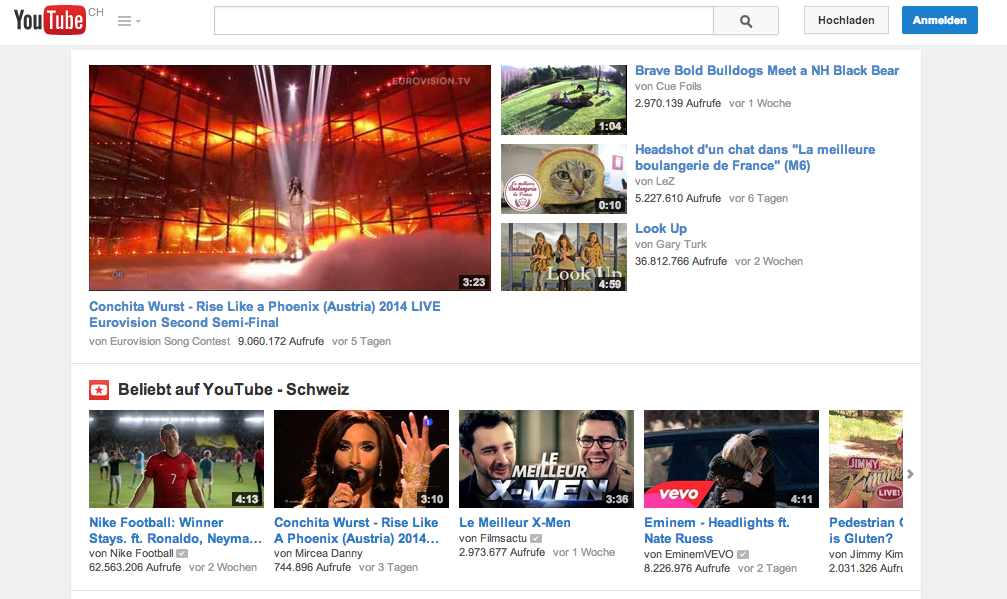 YouTube CH
Hochladen
Anmelden
EUROVISION.TV
3:23
Conchita Wurst - Rise Like a Phoenix (Austria) 2014 LIVE
Eurovision Second Semi-Final
von Eurovision Song Contest 9.060.172 Aufrufe vor 5 Tagen
1:04
Brave Bold Bulldogs Meet a NH Black Bear
von Cue Foils
2.970.139 Aufrufe vor 1 Woche
La meilleure
Boulangerie
de France
0:10
Headshot d'un chat dans "La meilleure
boulangerie de France" (M6)
von LeZ
5.227.610 Aufrufe vor 6 Tagen
Look Up
4:59
Look Up
von Gary Turk
36.812.766 Aufrufe vor 2 Wochen
Beliebt auf YouTube - Schweiz
7
4:13
Nike Football: Winner
Stays. ft. Ronaldo, Neyma...
von Nike Football
62.563.206 Aufrufe vor 2 Wochen
1
3:10
Conchita Wurst - Rise Like
A Phoenix (Austria) 2014...
von Mircea Danny
744.896 Aufrufe vor 3 Tagen
LE
MEILLEUR
X-MEN
3:36
Le Meilleur X-Men
von Filmsactu
2.973.677 Aufrufe vor 1 Woche
vevo
4:11
Eminem - Headlights ft.
Nate Ruess
von EminemVEVO
8.226.976 Aufrufe vor 2 Tagen
JIMMY
Kimmel
LIVE!
Pedestrian
is Gluten?
von Jimmy Kim
2.031.326 Aufru